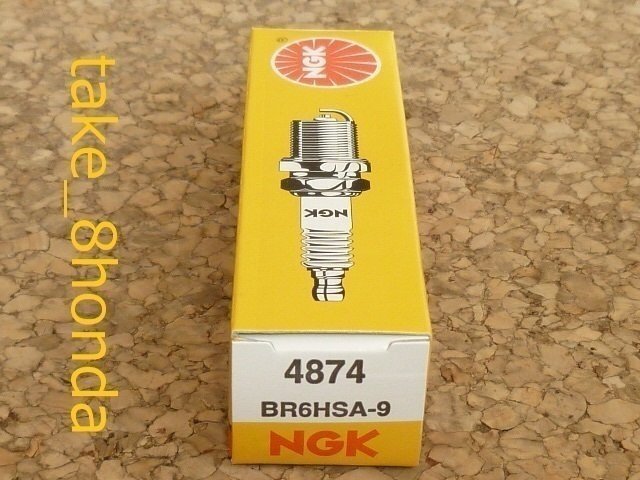 NGK
®
NGK
4874
BR6HSA-9
NGK
take_8honda